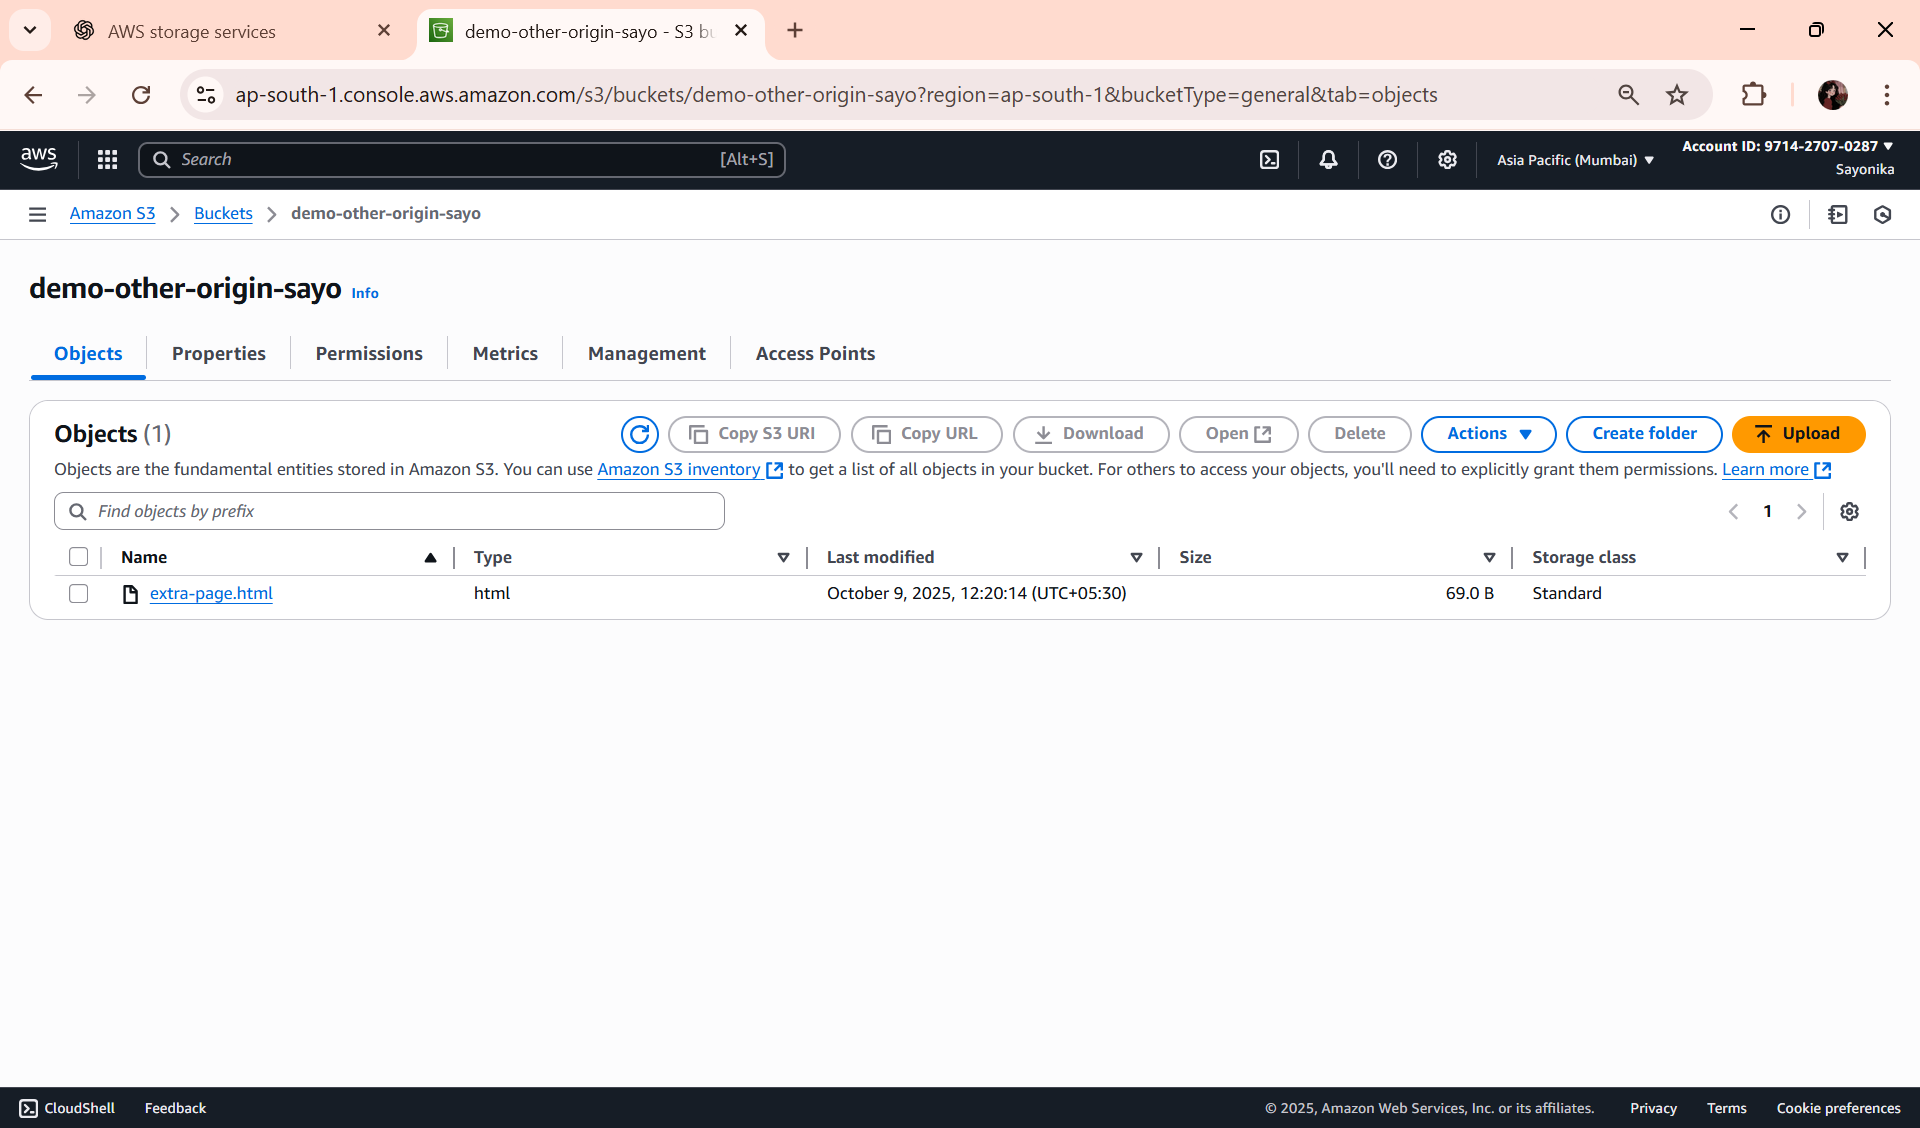 AWS storage services
demo-other-origin-sayo - S3 bu
ap-south-1.console.aws.amazon.com/s3/buckets/demo-other-origin-sayo?region=ap-south-1&bucketType=general&tab=objects
aws
Search [Alt+S]
Asia Pacific (Mumbai)
Account ID: 9714-2707-0287
Sayonika
Amazon S3 > Buckets > demo-other-origin-sayo
demo-other-origin-sayo Info
Objects Properties Permissions Metrics Management Access Points
Objects (1)
Copy S3 URI Copy URL Download Open Delete Actions Create folder Upload
Objects are the fundamental entities stored in Amazon S3. You can use Amazon S3 inventory to get a list of all objects in your bucket. For others to access your objects, you'll need to explicitly grant them permissions. Learn more
Find objects by prefix
1
Name Type Last modified Size Storage class
extra-page.html html October 9, 2025, 12:20:14 (UTC+05:30) 69.0 B Standard
CloudShell Feedback © 2025, Amazon Web Services, Inc. or its affiliates. Privacy Terms Cookie preferences